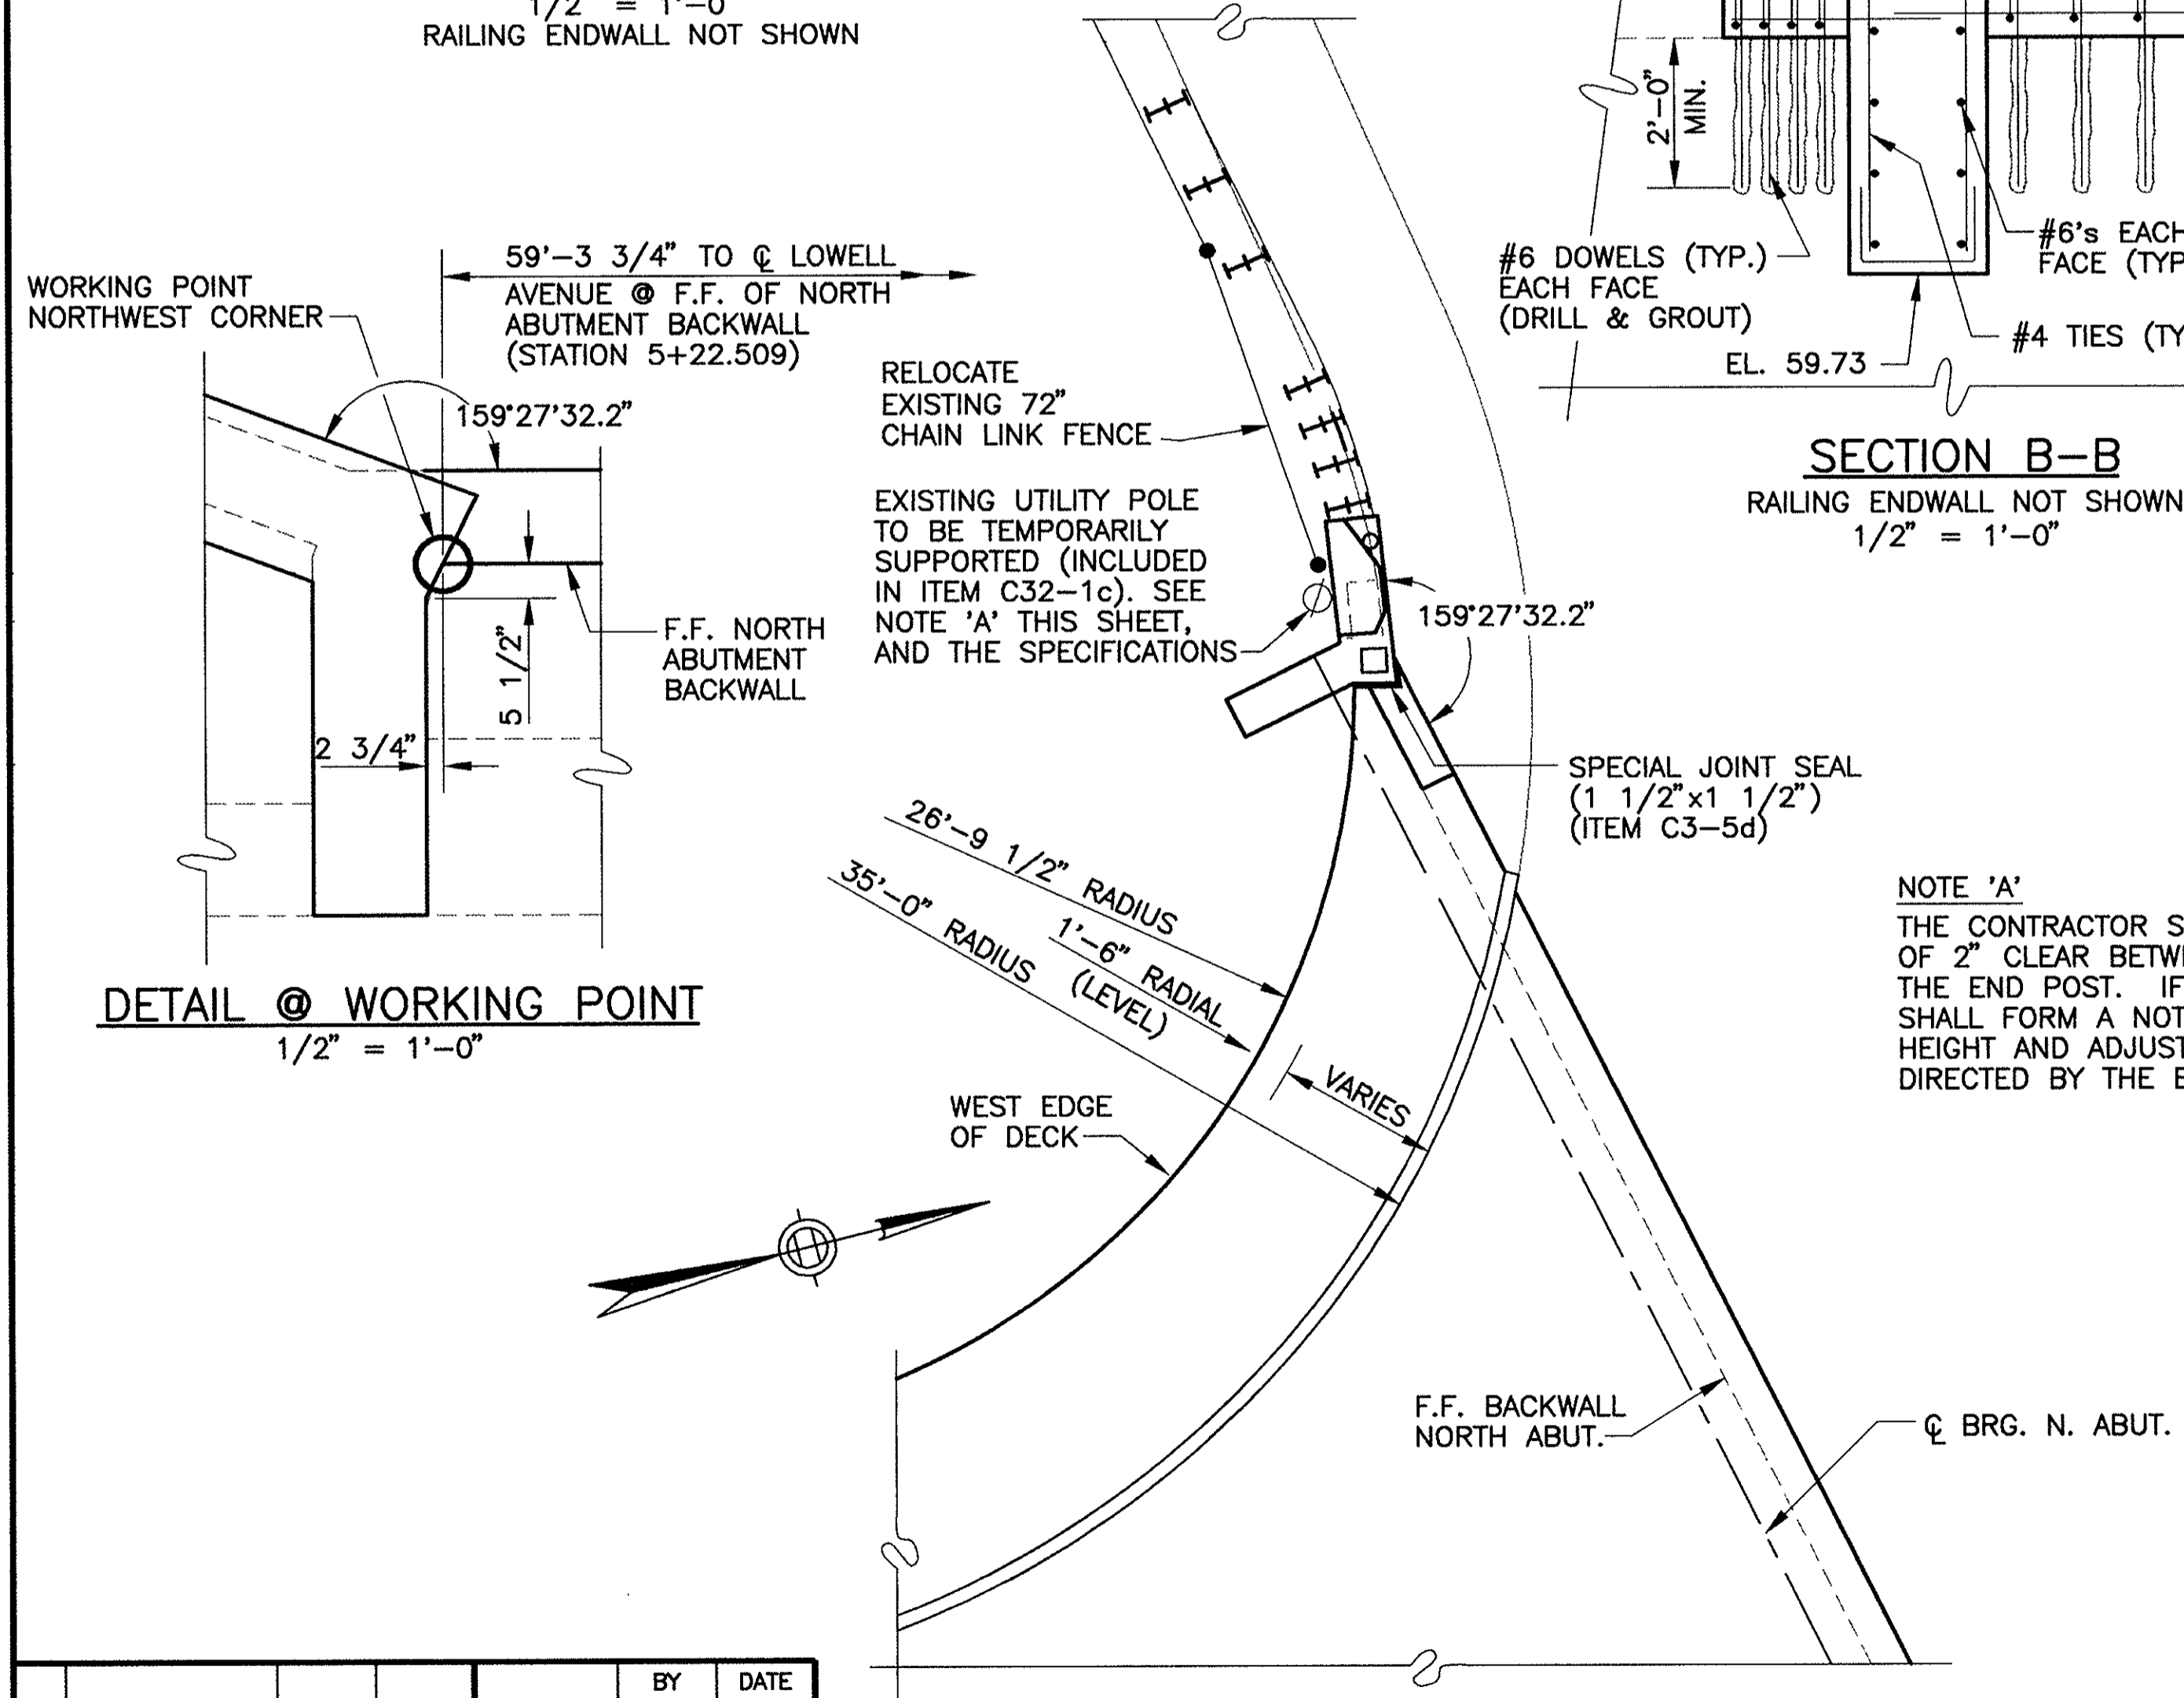 1/2" = 1'-0
RAILING ENDWALL NOT SHOWN
WORKING POINT
NORTHWEST CORNER
59'-3 3/4" TO ℄ LOWELL
AVENUE @ F.F. OF NORTH
ABUTMENT BACKWALL
(STATION 5+22.509)
159°27'32.2"
F.F. NORTH
ABUTMENT
BACKWALL
5 1/2"
2 3/4"
DETAIL @ WORKING POINT
1/2" = 1'-0"
RELOCATE
EXISTING 72"
CHAIN LINK FENCE
EXISTING UTILITY POLE
TO BE TEMPORARILY
SUPPORTED (INCLUDED
IN ITEM C32-1c). SEE
NOTE 'A' THIS SHEET,
AND THE SPECIFICATIONS
159°27'32.2"
SPECIAL JOINT SEAL
(1 1/2"x1 1/2")
(ITEM C3-5d)
26'-9 1/2" RADIUS
1'-6" RADIAL
35'-0" RADIUS (LEVEL)
VARIES
WEST EDGE
OF DECK
F.F. BACKWALL
NORTH ABUT.
℄ BRG. N. ABUT.
2'-0"
MIN.
#6 DOWELS (TYP.)
EACH FACE
(DRILL & GROUT)
#6's EACH
FACE (TYP
#4 TIES (TY
EL. 59.73
SECTION B-B
RAILING ENDWALL NOT SHOWN
1/2" = 1'-0"
NOTE 'A'
THE CONTRACTOR S
OF 2" CLEAR BETW
THE END POST. IF
SHALL FORM A NOT
HEIGHT AND ADJUST
DIRECTED BY THE E
BY DATE